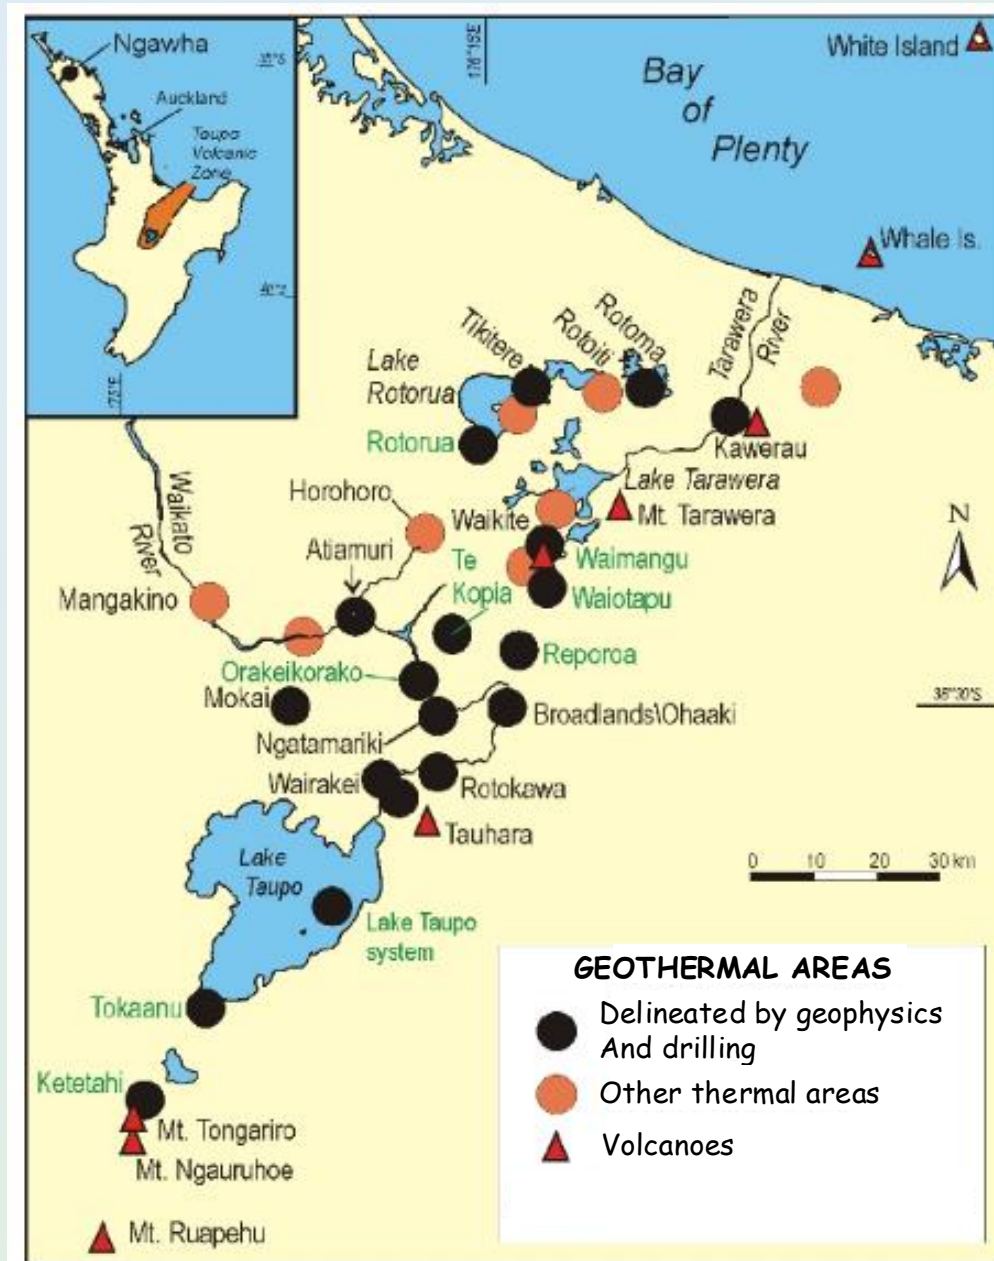 Ngawha
Auckland
Taupo
Volcanic
Zone
White Island
Bay
of
Plenty
Whale Is.
Tikitere
Rotoiti
Rotoma
Tarawera
River
Lake
Rotorua
Rotorua
Kawerau
Lake Tarawera
Mt. Tarawera
Horohoro
Waikite
Atiamuri
Waikato
River
Te
Kopia
Waimangu
Waiotapu
N
Mangakino
Orakeikorako
Reporoa
38°30'S
Mokai
Broadlands\Ohaaki
Ngatamariki
Wairakei
Rotokawa
Tauhara
0 10 20 30 km
Lake
Taupo
Lake Taupo
system
Tokaanu
Ketetahi
Mt. Tongariro
Mt. Ngauruhoe
Mt. Ruapehu
GEOTHERMAL AREAS
Delineated by geophysics
And drilling
Other thermal areas
Volcanoes